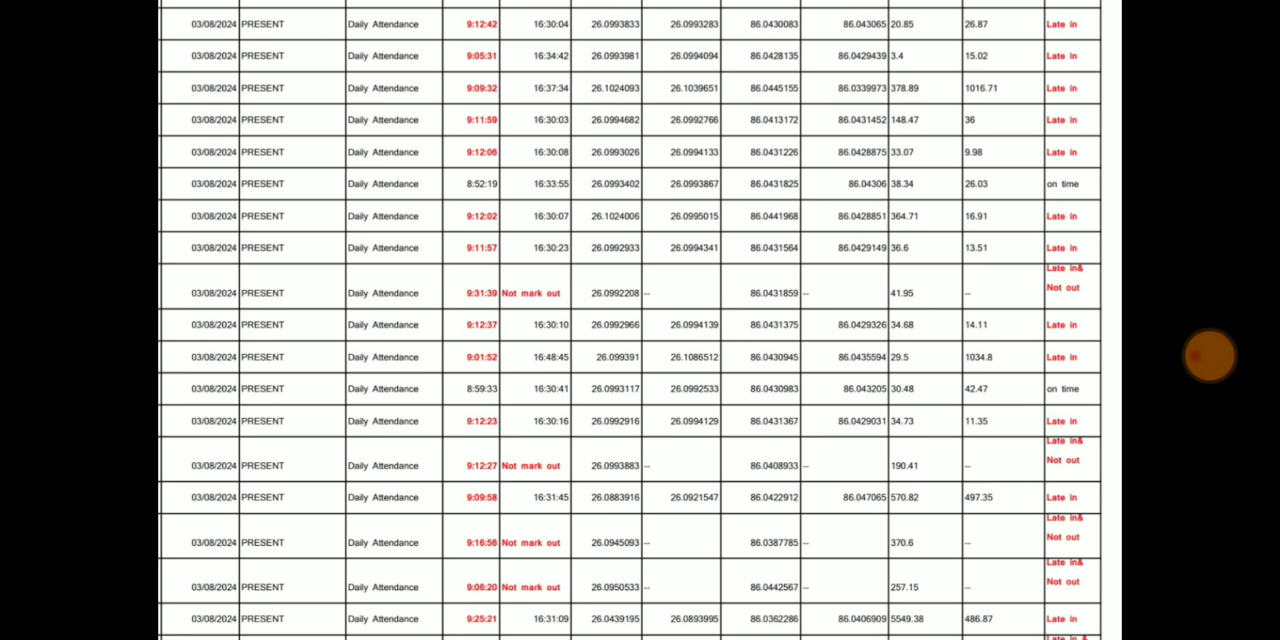 03/08/2024 PRESENT Daily Attendance 9:12:42 16:30:04 26.0993833 26.0993283 86.0430083 86.043065 20.85 26.87 Late in
03/08/2024 PRESENT Daily Attendance 9:05:31 16:34:42 26.0993981 26.0994094 86.0428135 86.0429439 3.4 15.02 Late in
03/08/2024 PRESENT Daily Attendance 9:09:32 16:37:34 26.1024093 26.1039651 86.0445155 86.0339973 378.89 1016.71 Late in
03/08/2024 PRESENT Daily Attendance 9:11:59 16:30:03 26.0994682 26.0992766 86.0413172 86.0431452 148.47 36 Late in
03/08/2024 PRESENT Daily Attendance 9:12:06 16:30:08 26.0993026 26.0994133 86.0431226 86.0428875 33.07 9.98 Late in
03/08/2024 PRESENT Daily Attendance 8:52:19 16:33:55 26.0993402 26.0993867 86.0431825 86.04306 38.34 26.03 on time
03/08/2024 PRESENT Daily Attendance 9:12:02 16:30:07 26.1024006 26.0995015 86.0441968 86.0428851 364.71 16.91 Late in
03/08/2024 PRESENT Daily Attendance 9:11:57 16:30:23 26.0992933 26.0994341 86.0431564 86.0429149 36.6 13.51 Late in
Late in&
03/08/2024 PRESENT Daily Attendance 9:31:39 Not mark out 26.0992208 -- 86.0431859 -- 41.95 -- Not out
03/08/2024 PRESENT Daily Attendance 9:12:37 16:30:10 26.0992966 26.0994139 86.0431375 86.0429326 34.68 14.11 Late in
03/08/2024 PRESENT Daily Attendance 9:01:52 16:48:45 26.099391 26.1086512 86.0430945 86.0435594 29.5 1034.8 Late in
03/08/2024 PRESENT Daily Attendance 8:59:33 16:30:41 26.0993117 26.0992533 86.0430983 86.043205 30.48 42.47 on time
03/08/2024 PRESENT Daily Attendance 9:12:23 16:30:16 26.0992916 26.0994129 86.0431367 86.0429031 34.73 11.35 Late in
Late in&
03/08/2024 PRESENT Daily Attendance 9:12:27 Not mark out 26.0993883 -- 86.0408933 -- 190.41 -- Not out
03/08/2024 PRESENT Daily Attendance 9:09:58 16:31:45 26.0883916 26.0921547 86.0422912 86.047065 570.82 497.35 Late in
Late in&
03/08/2024 PRESENT Daily Attendance 9:16:56 Not mark out 26.0945093 -- 86.0387785 -- 370.6 -- Not out
Late in&
03/08/2024 PRESENT Daily Attendance 9:06:20 Not mark out 26.0950533 -- 86.0442567 -- 257.15 -- Not out
03/08/2024 PRESENT Daily Attendance 9:25:21 16:31:09 26.0439195 26.0893995 86.0362286 86.0406909 5549.38 486.87 Late in